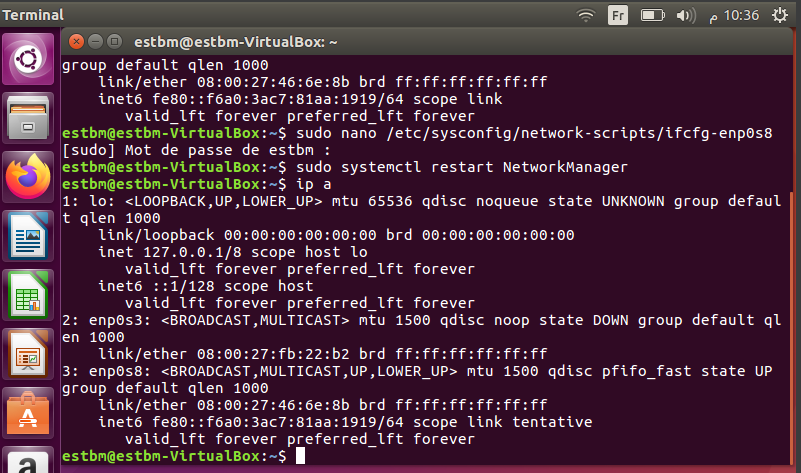 Terminal
Fr
م 10:36
estbm@estbm-VirtualBox: ~
group default qlen 1000
link/ether 08:00:27:46:6e:8b brd ff:ff:ff:ff:ff:ff
inet6 fe80::f6a0:3ac7:81aa:1919/64 scope link
valid_lft forever preferred_lft forever
estbm@estbm-VirtualBox:~$ sudo nano /etc/sysconfig/network-scripts/ifcfg-enp0s8
[sudo] Mot de passe de estbm :
estbm@estbm-VirtualBox:~$ sudo systemctl restart NetworkManager
estbm@estbm-VirtualBox:~$ ip a
1: lo: <LOOPBACK,UP,LOWER_UP> mtu 65536 qdisc noqueue state UNKNOWN group defaul
t qlen 1000
link/loopback 00:00:00:00:00:00 brd 00:00:00:00:00:00
inet 127.0.0.1/8 scope host lo
valid_lft forever preferred_lft forever
inet6 ::1/128 scope host
valid_lft forever preferred_lft forever
2: enp0s3: <BROADCAST,MULTICAST> mtu 1500 qdisc noop state DOWN group default ql
en 1000
link/ether 08:00:27:fb:22:b2 brd ff:ff:ff:ff:ff:ff
3: enp0s8: <BROADCAST,MULTICAST,UP,LOWER_UP> mtu 1500 qdisc pfifo_fast state UP
group default qlen 1000
link/ether 08:00:27:46:6e:8b brd ff:ff:ff:ff:ff:ff
inet6 fe80::f6a0:3ac7:81aa:1919/64 scope link tentative
valid_lft forever preferred_lft forever
estbm@estbm-VirtualBox:~$
a